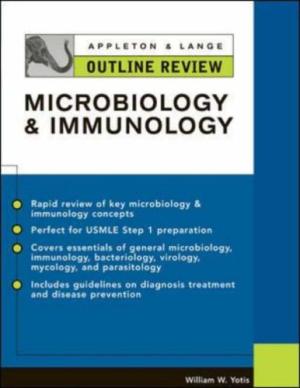 APPLETON & LANGE
OUTLINE REVIEW
MICROBIOLOGY
& IMMUNOLOGY
Rapid review of key microbiology &
immunology concepts
Perfect for USMLE Step 1 preparation
Covers essentials of general microbiology,
immunology, bacteriology, virology,
mycology, and parasitology
Includes guidelines on diagnosis treatment
and disease prevention
William W. Yotis